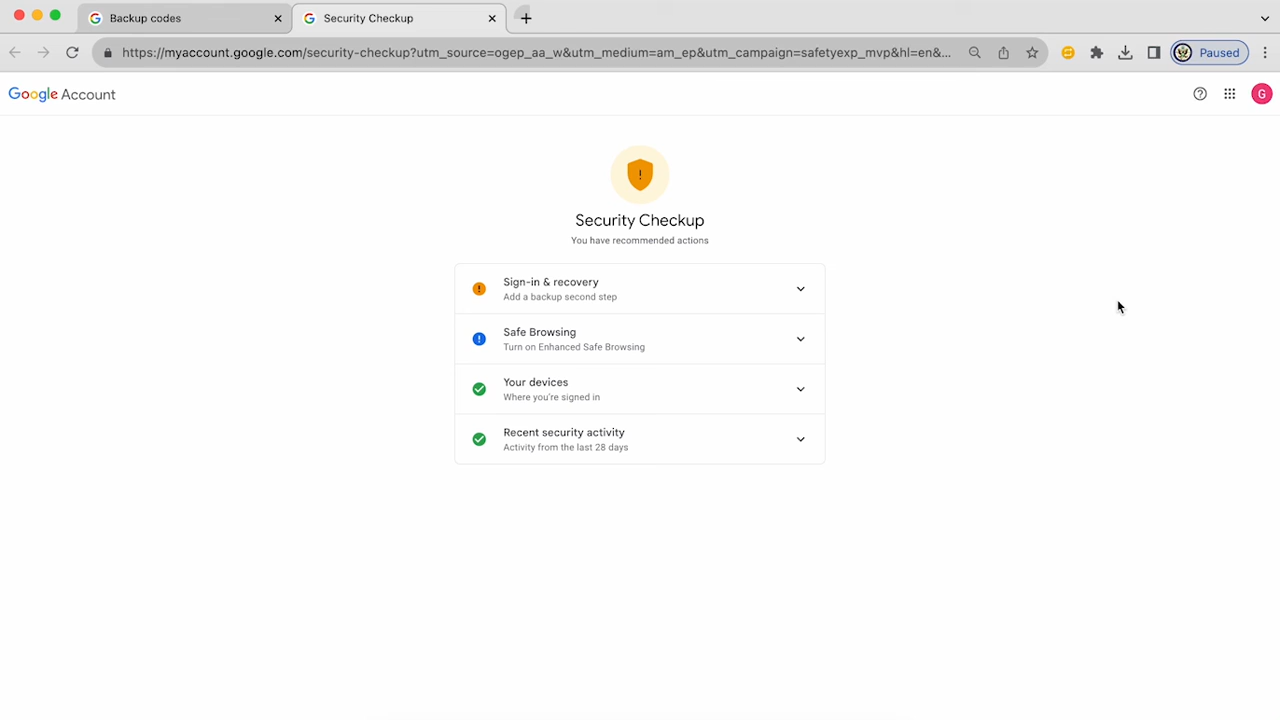 Backup codes
Security Checkup
https://myaccount.google.com/security-checkup?utm_source=ogep_aa_w&utm_medium=am_ep&utm_campaign=safetyexp_mvp&hl=en&...
Paused
Google Account
G
Security Checkup
You have recommended actions
Sign-in & recovery
Add a backup second step
Safe Browsing
Turn on Enhanced Safe Browsing
Your devices
Where you're signed in
Recent security activity
Activity from the last 28 days